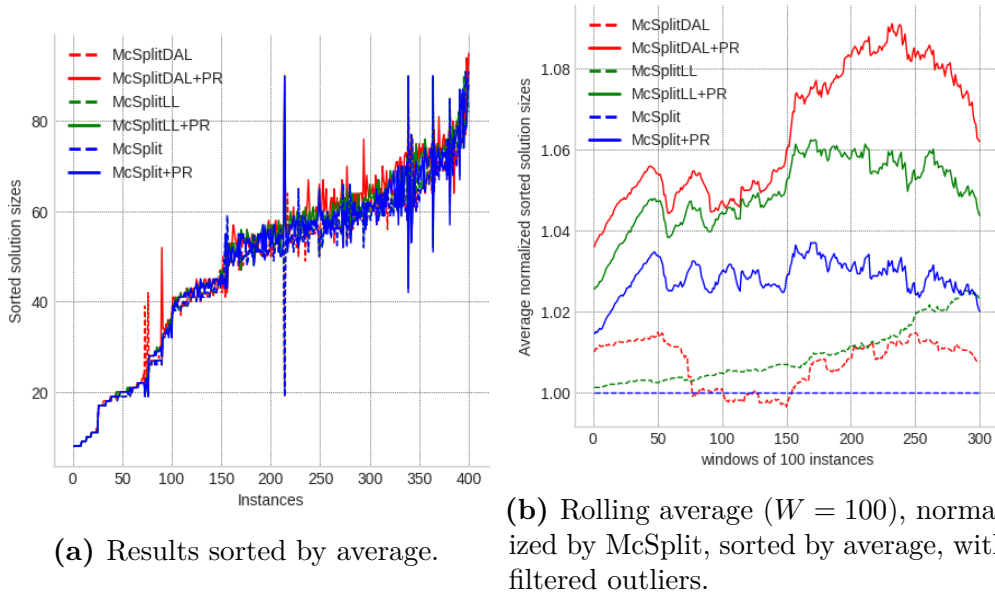 McSplitDAL
McSplitDAL+PR
McSplitLL
McSplitLL+PR
McSplit
McSplit+PR
80
60
40
20
Sorted solution sizes
0 50 100 150 200 250 300 350 400
Instances
(a) Results sorted by average.
McSplitDAL
McSplitDAL+PR
McSplitLL
McSplitLL+PR
McSplit
McSplit+PR
1.08
1.06
1.04
1.02
1.00
Average normalized sorted solution sizes
0 50 100 150 200 250 300
windows of 100 instances
(b) Rolling average (W = 100), norma
ized by McSplit, sorted by average, wit
filtered outliers.